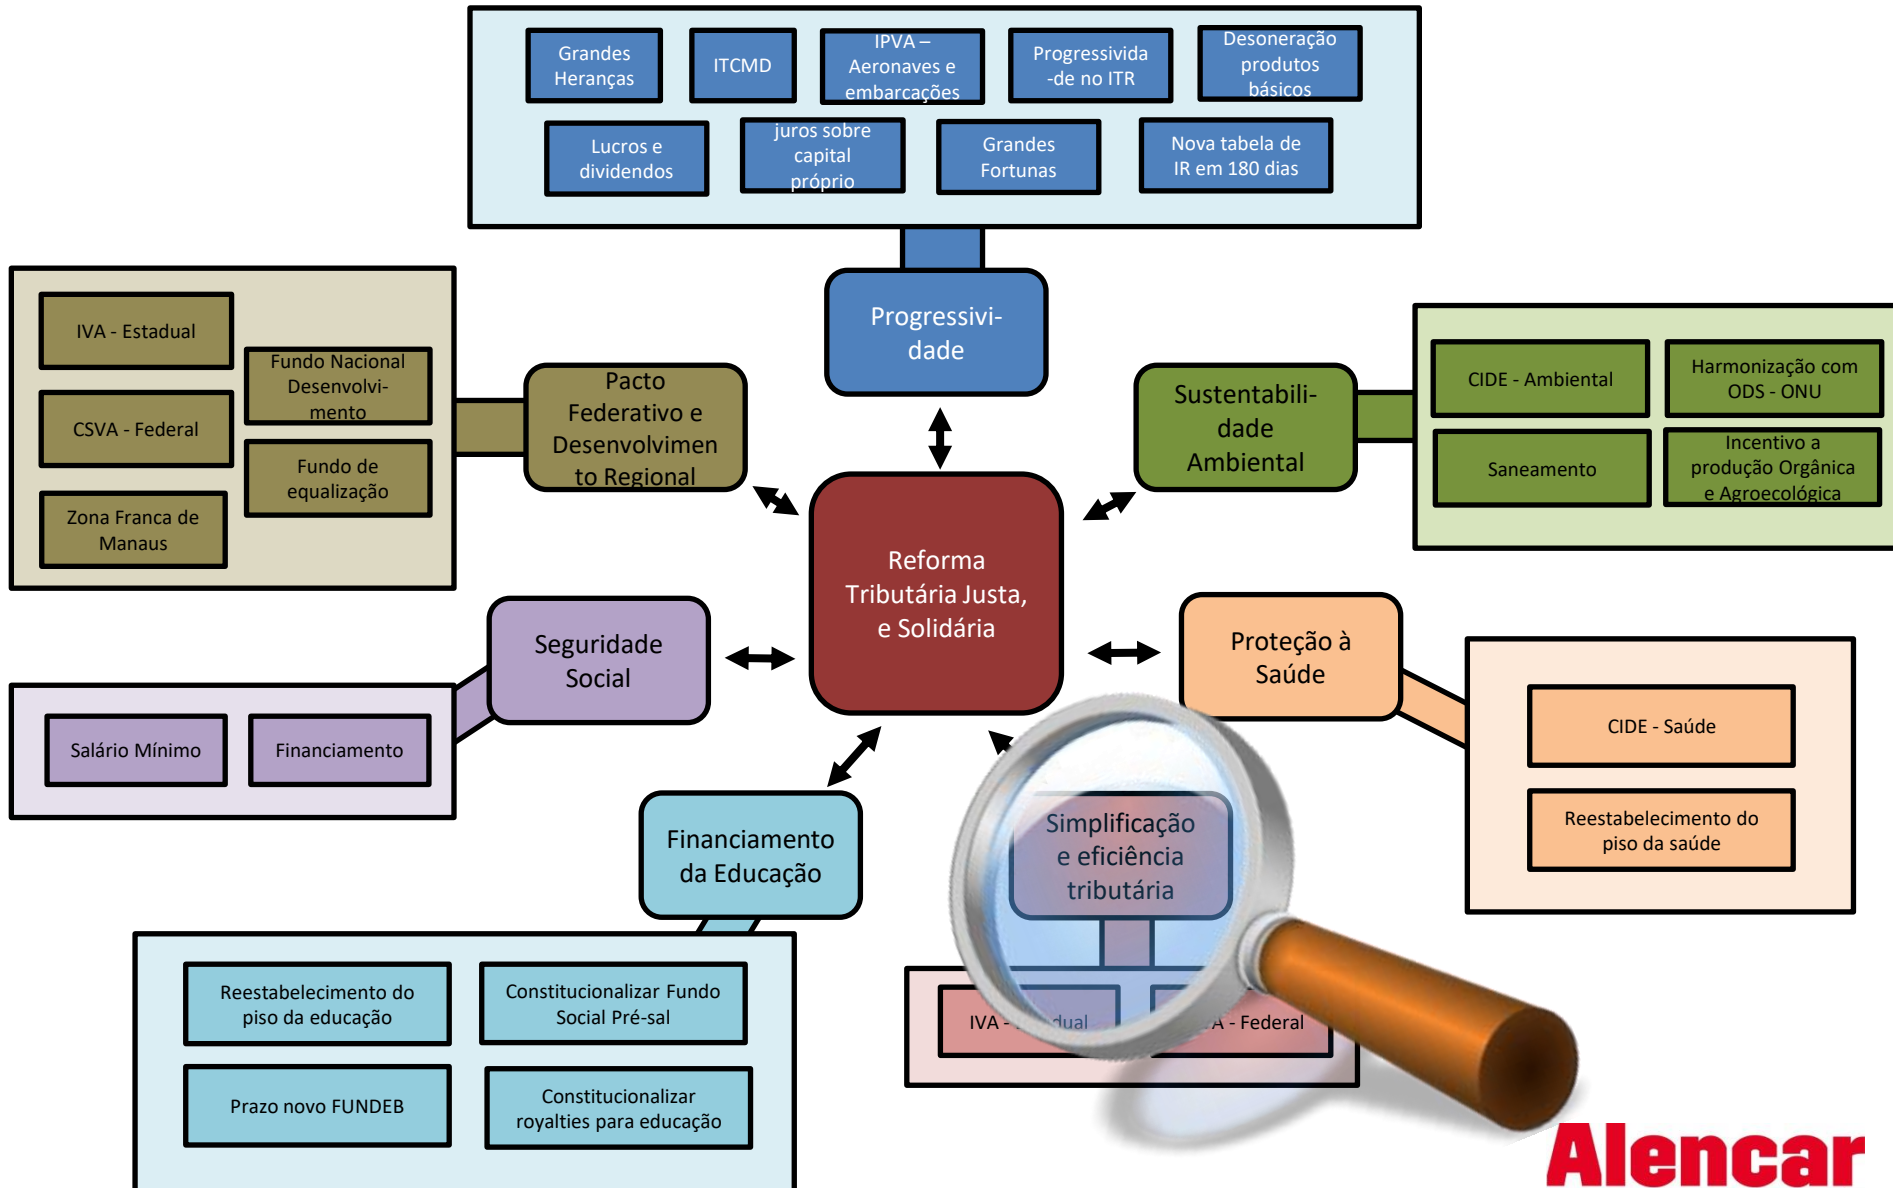 Grandes
Heranças
ITCMD
IPVA –
Aeronaves e
embarcações
Progressivida
-de no ITR
Desoneração
produtos
básicos
Lucros e
dividendos
juros sobre
capital
próprio
Grandes
Fortunas
Nova tabela de
IR em 180 dias
Progressivi-
dade
IVA - Estadual
Fundo Nacional
Desenvolvi-
mento
CSVA - Federal
Fundo de
equalização
Zona Franca de
Manaus
Pacto
Federativo e
Desenvolvimen
to Regional
Sustentabili-
dade
Ambiental
CIDE - Ambiental
Harmonização com
ODS - ONU
Saneamento
Incentivo a
produção Orgânica
e Agroecológica
Reforma
Tributária Justa,
e Solidária
Seguridade
Social
Salário Mínimo
Financiamento
Proteção à
Saúde
CIDE - Saúde
Reestabelecimento do
piso da saúde
Financiamento
da Educação
Reestabelecimento do
piso da educação
Constitucionalizar Fundo
Social Pré-sal
Prazo novo FUNDEB
Constitucionalizar
royalties para educação
Simplificação
e eficiência
tributária
IVA -
- Federal
Alencar